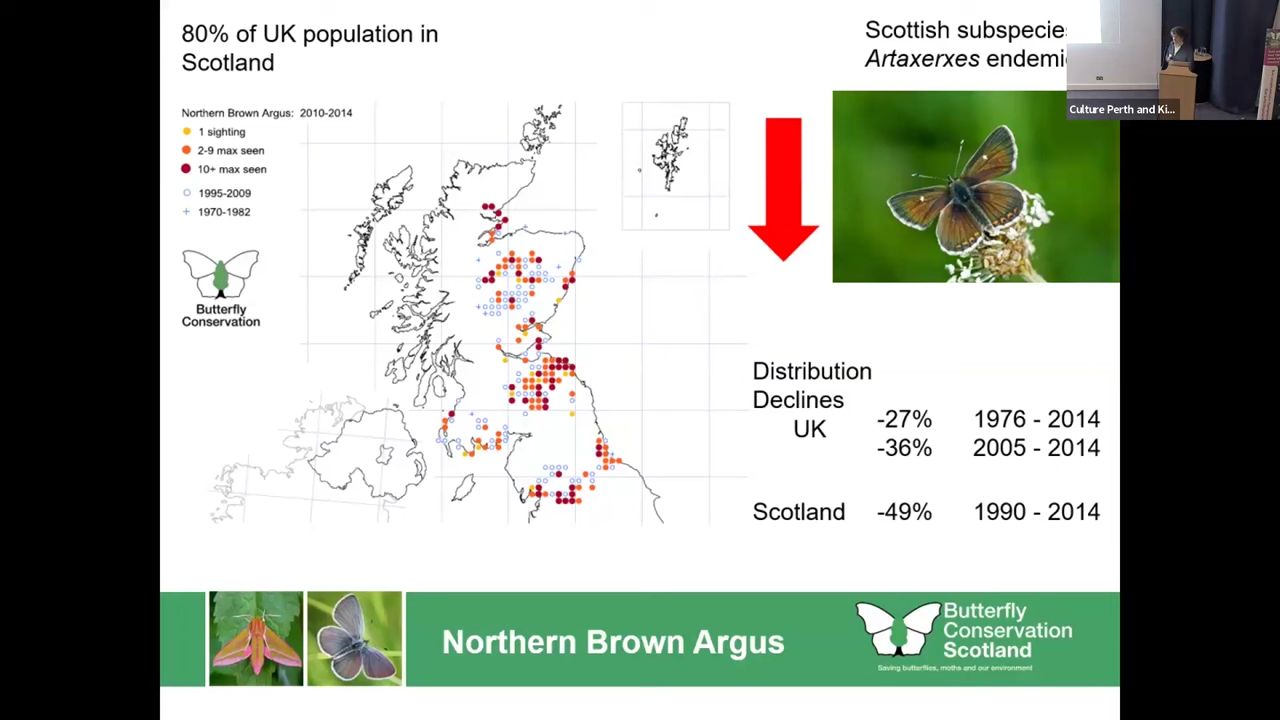 80% of UK population in
Scotland
Scottish subspecies
Artaxerxes endemi
Culture Perth and Ki...
Northern Brown Argus: 2010-2014
1 sighting
2-9 max seen
10+ max seen
1995-2009
1970-1982
Butterfly
Conservation
Distribution
Declines
UK -27% 1976 - 2014
-36% 2005 - 2014
Scotland -49% 1990 - 2014
Northern Brown Argus
Butterfly
Conservation
Scotland
Saving butterflies, moths and our environment